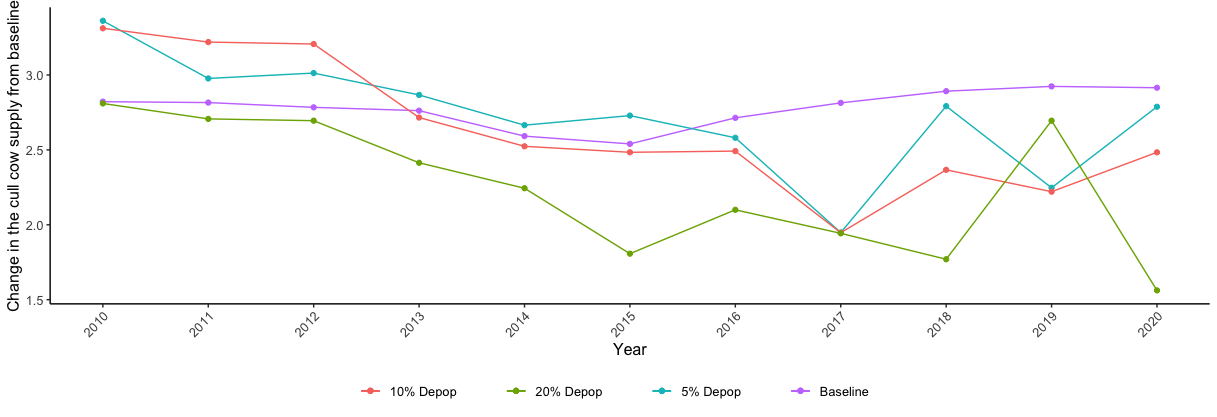 Change in the cull cow supply from baseline
3.0
2.5
2.0
1.5
2010 2011 2012 2013 2014 2015 2016 2017 2018 2019 2020
Year
10% Depop 20% Depop 5% Depop Baseline